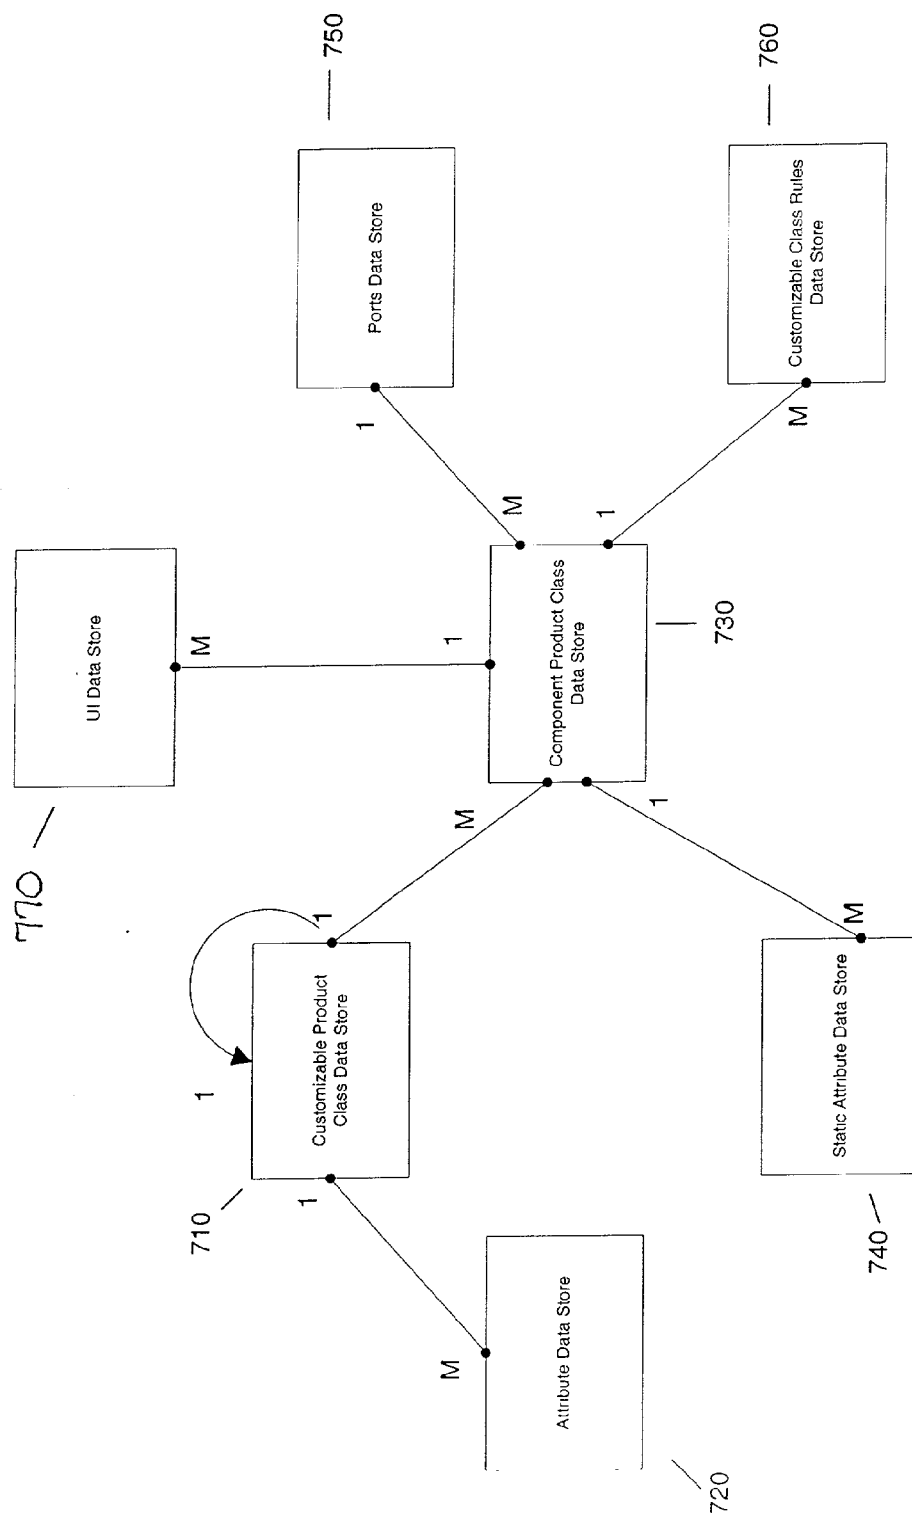 770
UI Data Store
M
1
750
Ports Data Store
1
M
710
1
Customizable Product
Class Data Store
1
1
M
Component Product Class
Data Store
730
1
M
Customizable Class Rules
Data Store
760
720
Attribute Data Store
M
740
Static Attribute Data Store
M
1